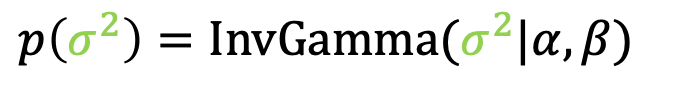 p(σ²) = InvGamma(σ²|α, β)